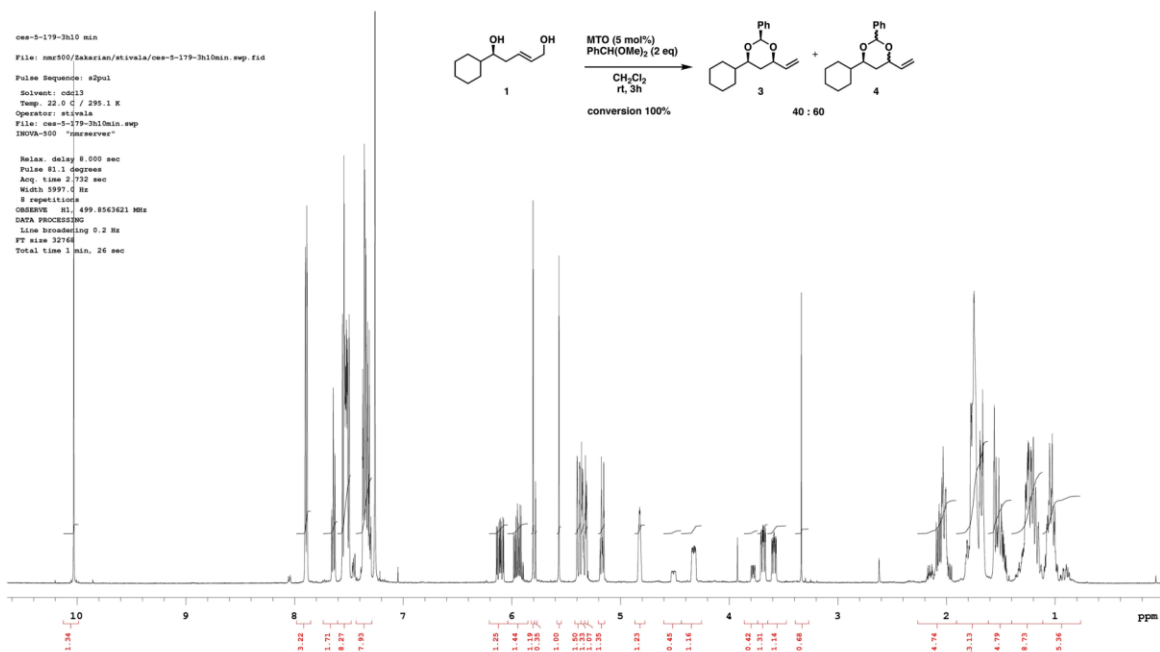 ces-5-179-3h10 min
File: nmr500/Zakarian/stivala/ces-5-179-3h10min.swp.fid
Pulse Sequence: s2pul
Solvent: cdcl3
Temp. 22.0 C / 295.1 K
Operator: stivala
File: ces-5-179-3h10min.swp
INOVA-500 "nmrserver"
Relax. delay 8.000 sec
Pulse 81.1 degrees
Acq. time 2.732 sec
Width 5997.0 Hz
8 repetitions
OBSERVE H1, 499.8563621 MHz
DATA PROCESSING
Line broadening 0.2 Hz
FT size 32768
Total time 1 min, 26 sec
OH OH
1
MTO (5 mol%)
PhCH(OMe)2 (2 eq)
CH2Cl2
rt, 3h
conversion 100%
Ph
O O
3
+
Ph
O O
4
40 : 60
10 9 8 7 6 5 4 3 2 1 ppm
1.34 3.22 1.71 8.27 7.93 1.25 1.44 1.19 0.35 1.00 1.50 1.33 1.07 1.35 1.23 0.45 1.16 0.42 1.31 1.14 0.68 4.74 3.13 4.79 8.73 5.36